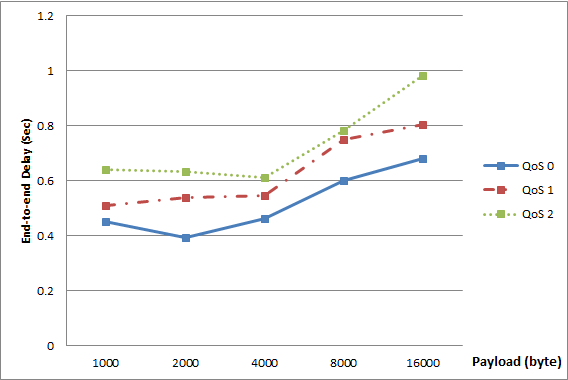 1.2
1
0.8
0.6
0.4
0.2
0
End-to-end Delay (Sec)
1000 2000 4000 8000 16000
Payload (byte)
QoS 0
QoS 1
QoS 2